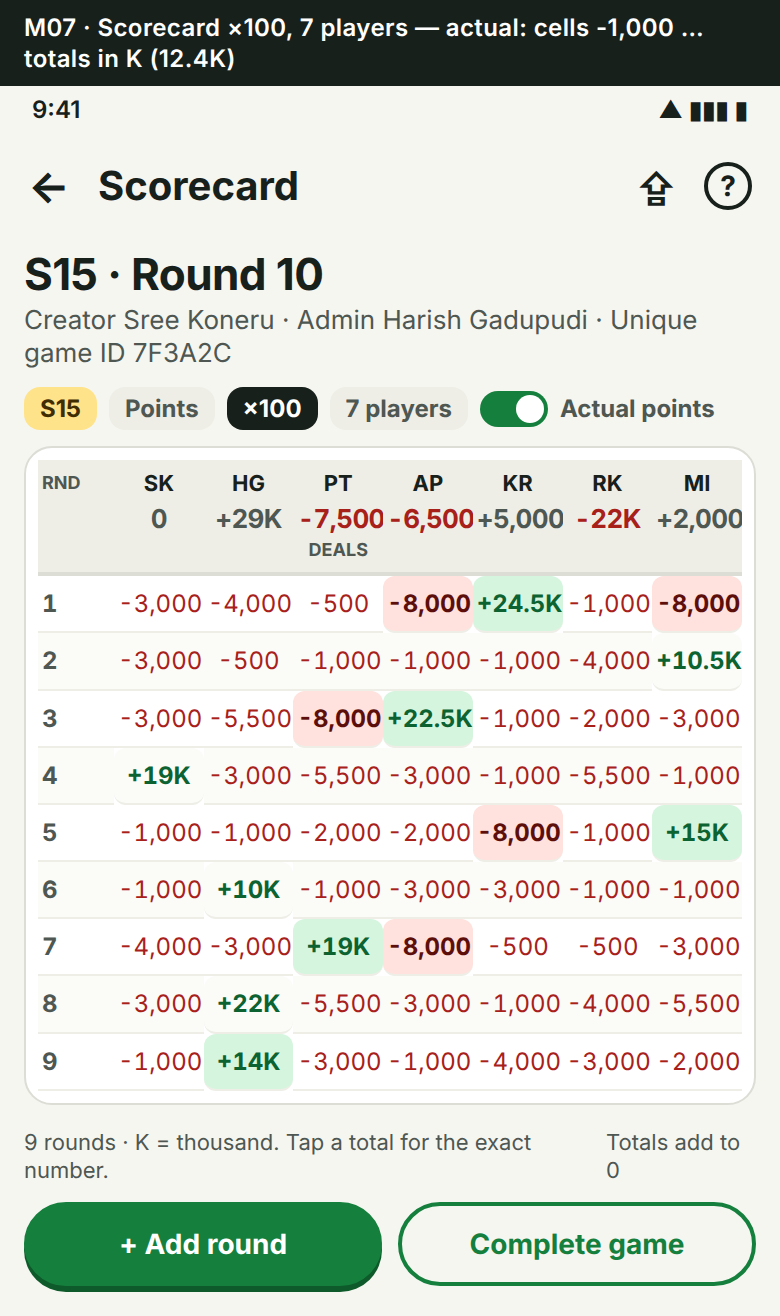 M07 · Scorecard ×100, 7 players — actual: cells -1,000 …
totals in K (12.4K)
9:41
Scorecard
?
S15 · Round 10
Creator Sree Koneru · Admin Harish Gadupudi · Unique
game ID 7F3A2C
S15 Points ×100 7 players Actual points
RND SK HG PT AP KR RK MI
0 +29K -7,500 -6,500 +5,000 -22K +2,000
DEALS
1 -3,000 -4,000 -500 -8,000 +24.5K -1,000 -8,000
2 -3,000 -500 -1,000 -1,000 -1,000 -4,000 +10.5K
3 -3,000 -5,500 -8,000 +22.5K -1,000 -2,000 -3,000
4 +19K -3,000 -5,500 -3,000 -1,000 -5,500 -1,000
5 -1,000 -1,000 -2,000 -2,000 -8,000 -1,000 +15K
6 -1,000 +10K -1,000 -3,000 -3,000 -1,000 -1,000
7 -4,000 -3,000 +19K -8,000 -500 -500 -3,000
8 -3,000 +22K -5,500 -3,000 -1,000 -4,000 -5,500
9 -1,000 +14K -3,000 -1,000 -4,000 -3,000 -2,000
9 rounds · K = thousand. Tap a total for the exact
number.
Totals add to
0
+ Add round
Complete game